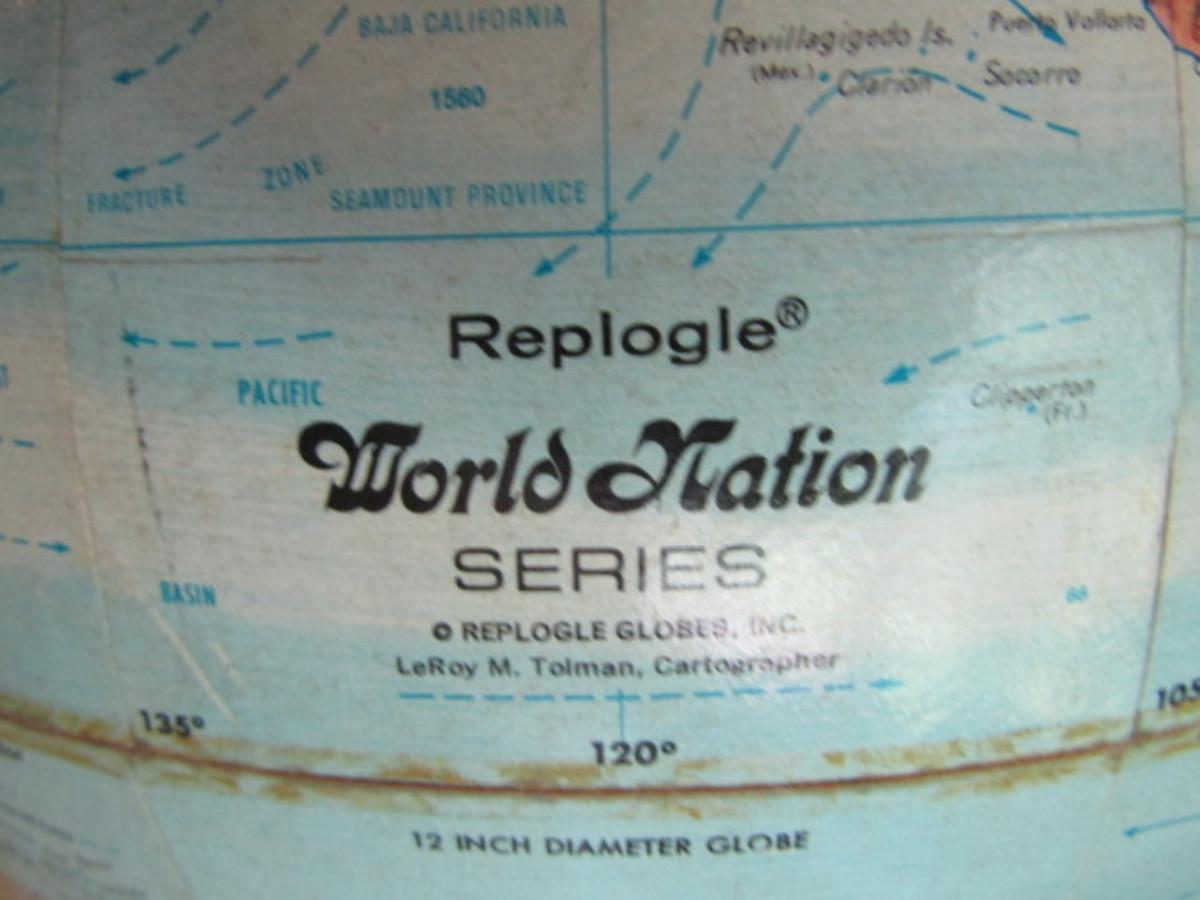 BAJA CALIFORNIA
Revillagigedo Is.
Puerto Vallarta
(Mex.)
Clarion
Socorro
1560
ZONE
FRACTURE
SEAMOUNT PROVINCE
Replogle®
PACIFIC
Clipperton
(Fr.)
World Nation
SERIES
BASIN
© REPLOGLE GLOBES, INC.
LeRoy M. Tolman, Cartographer
135°
105
120°
12 INCH DIAMETER GLOBE